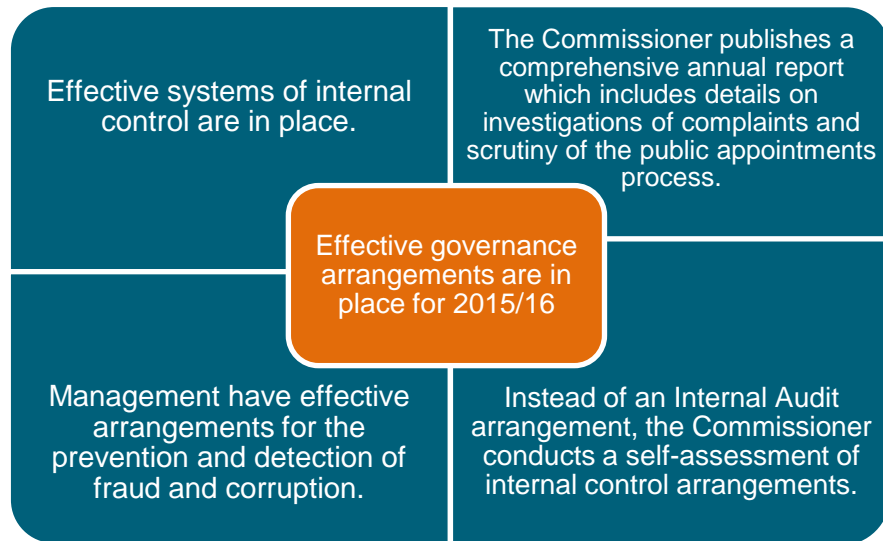 Effective systems of internal
control are in place.
The Commissioner publishes a
comprehensive annual report
which includes details on
investigations of complaints and
scrutiny of the public appointments
process.
Effective governance
arrangements are in
place for 2015/16
Management have effective
arrangements for the
prevention and detection of
fraud and corruption.
Instead of an Internal Audit
arrangement, the Commissioner
conducts a self-assessment of
internal control arrangements.